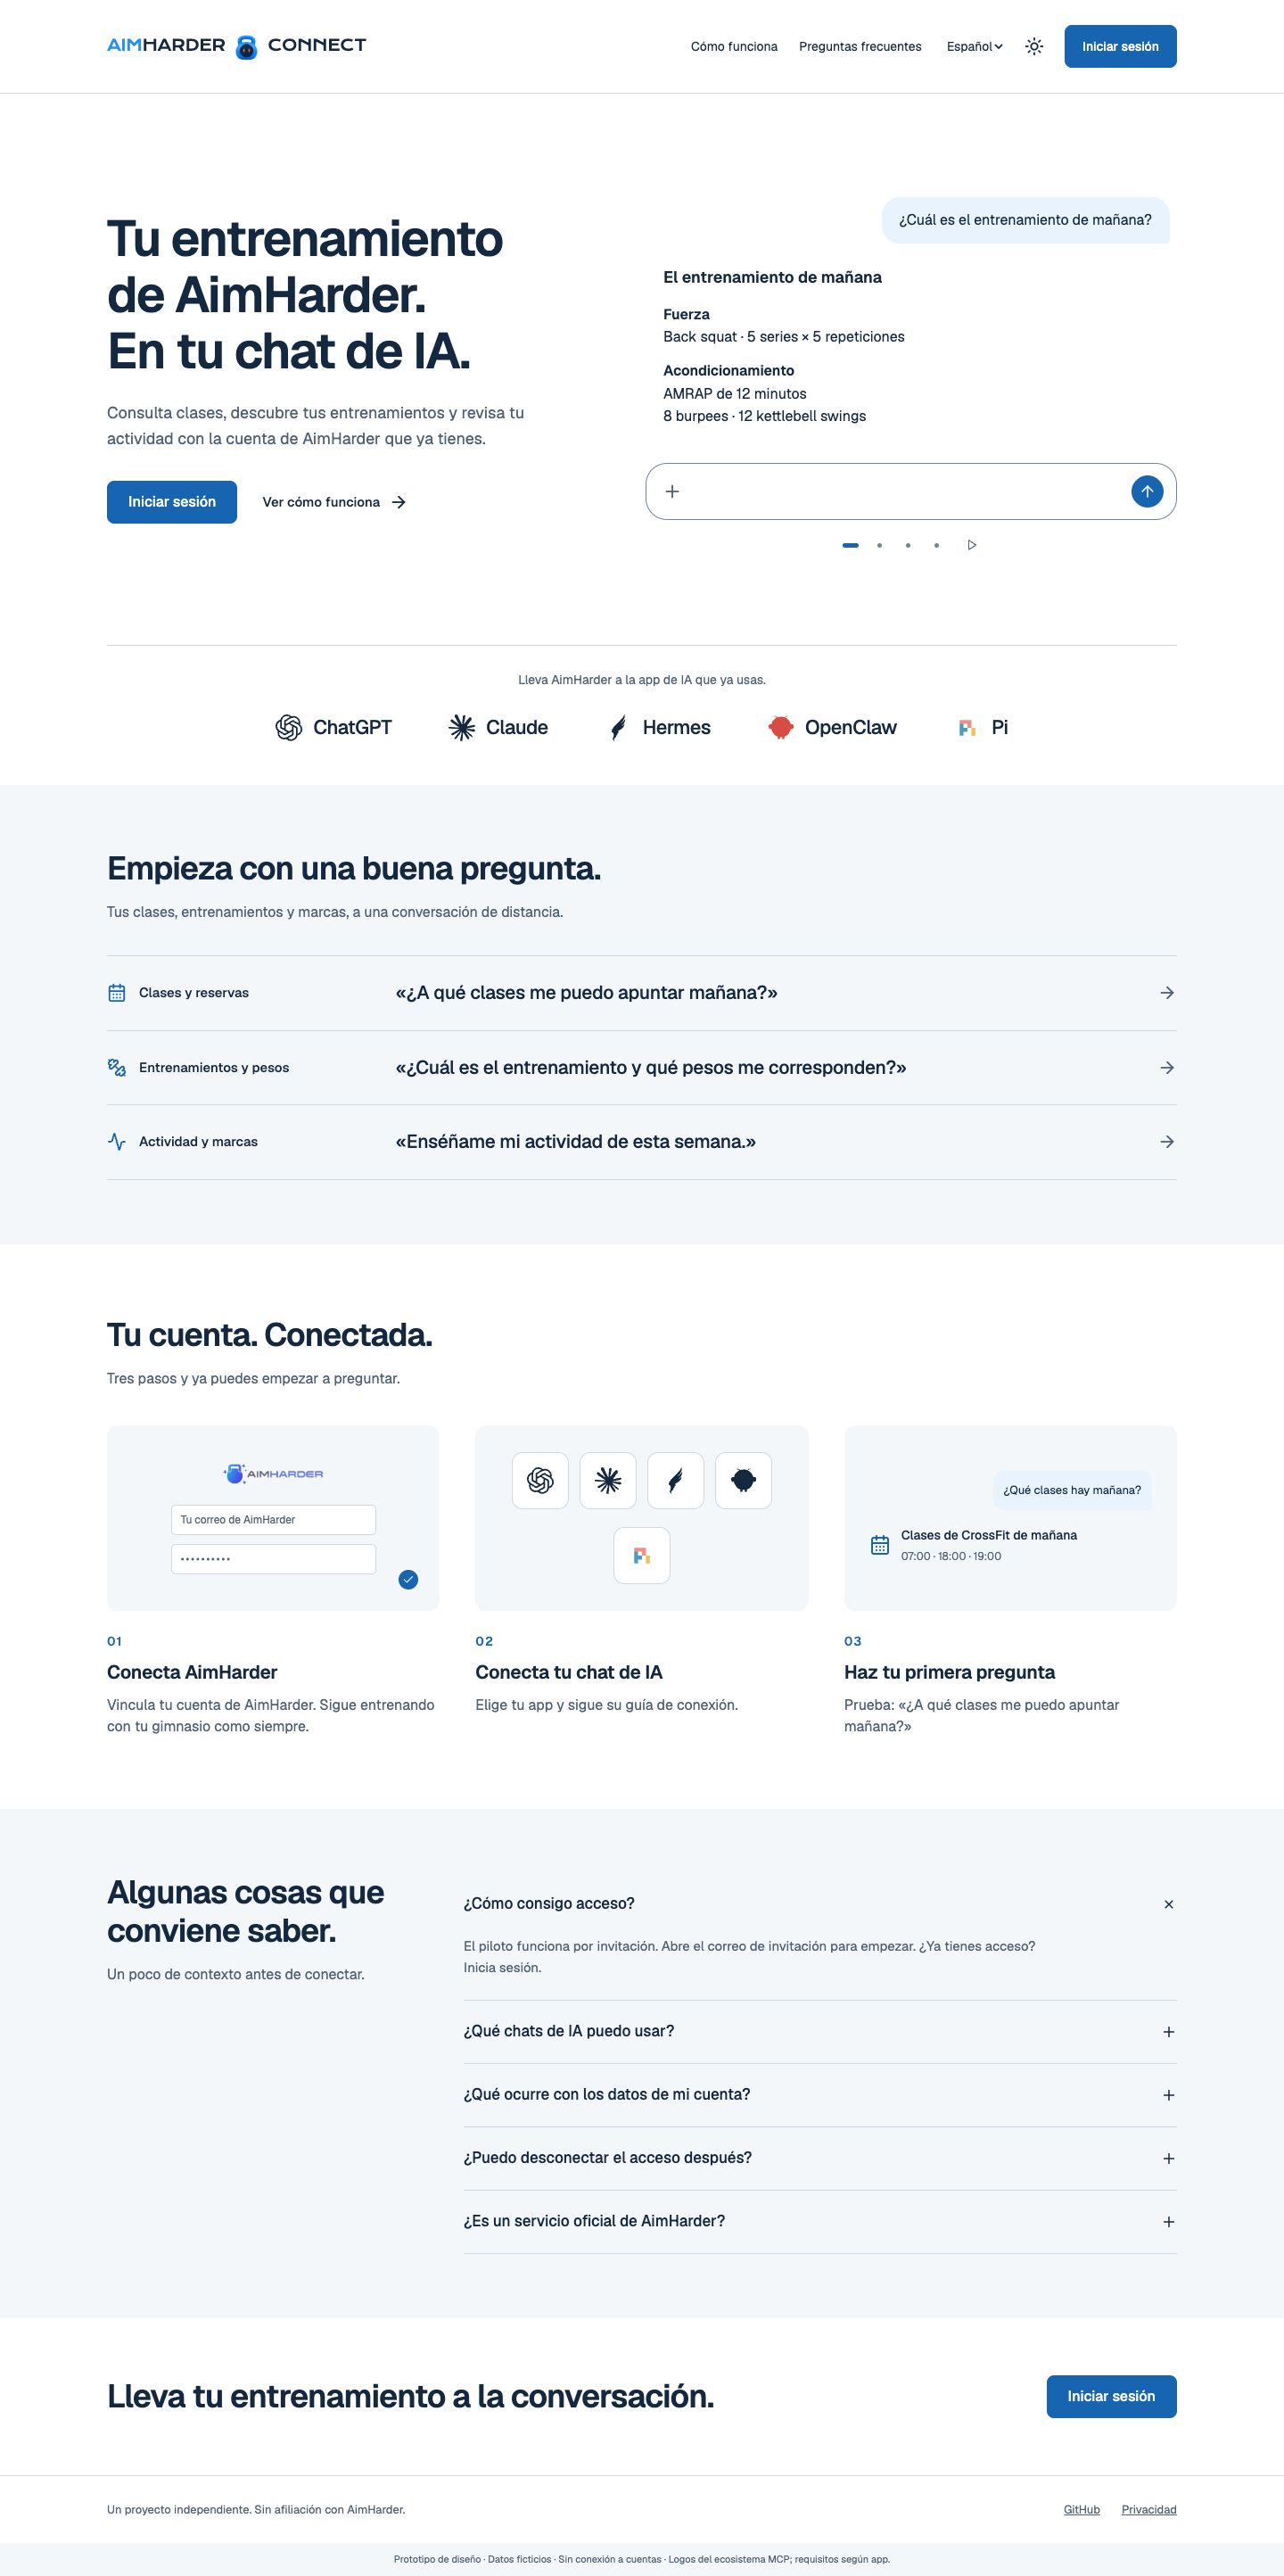 AIMHARDER CONNECT
Cómo funciona
Preguntas frecuentes
Español
Iniciar sesión
Tu entrenamiento
de AimHarder.
En tu chat de IA.
Consulta clases, descubre tus entrenamientos y revisa tu
actividad con la cuenta de AimHarder que ya tienes.
Iniciar sesión
Ver cómo funciona
¿Cuál es el entrenamiento de mañana?
El entrenamiento de mañana
Fuerza
Back squat · 5 series × 5 repeticiones
Acondicionamiento
AMRAP de 12 minutos
8 burpees · 12 kettlebell swings
Lleva AimHarder a la app de IA que ya usas.
ChatGPT
Claude
Hermes
OpenClaw
Pi
Empieza con una buena pregunta.
Tus clases, entrenamientos y marcas, a una conversación de distancia.
Clases y reservas
«¿A qué clases me puedo apuntar mañana?»
Entrenamientos y pesos
«¿Cuál es el entrenamiento y qué pesos me corresponden?»
Actividad y marcas
«Enséñame mi actividad de esta semana.»
Tu cuenta. Conectada.
Tres pasos y ya puedes empezar a preguntar.
AIMHARDER
Tu correo de AimHarder
••••••••••
01
Conecta AimHarder
Vincula tu cuenta de AimHarder. Sigue entrenando
con tu gimnasio como siempre.
02
Conecta tu chat de IA
Elige tu app y sigue su guía de conexión.
¿Qué clases hay mañana?
Clases de CrossFit de mañana
07:00 · 18:00 · 19:00
03
Haz tu primera pregunta
Prueba: «¿A qué clases me puedo apuntar
mañana?»
Algunas cosas que
conviene saber.
Un poco de contexto antes de conectar.
¿Cómo consigo acceso?
El piloto funciona por invitación. Abre el correo de invitación para empezar. ¿Ya tienes acceso?
Inicia sesión.
¿Qué chats de IA puedo usar?
¿Qué ocurre con los datos de mi cuenta?
¿Puedo desconectar el acceso después?
¿Es un servicio oficial de AimHarder?
Lleva tu entrenamiento a la conversación.
Iniciar sesión
Un proyecto independiente. Sin afiliación con AimHarder.
GitHub
Privacidad
Prototipo de diseño · Datos ficticios · Sin conexión a cuentas · Logos del ecosistema MCP; requisitos según app.